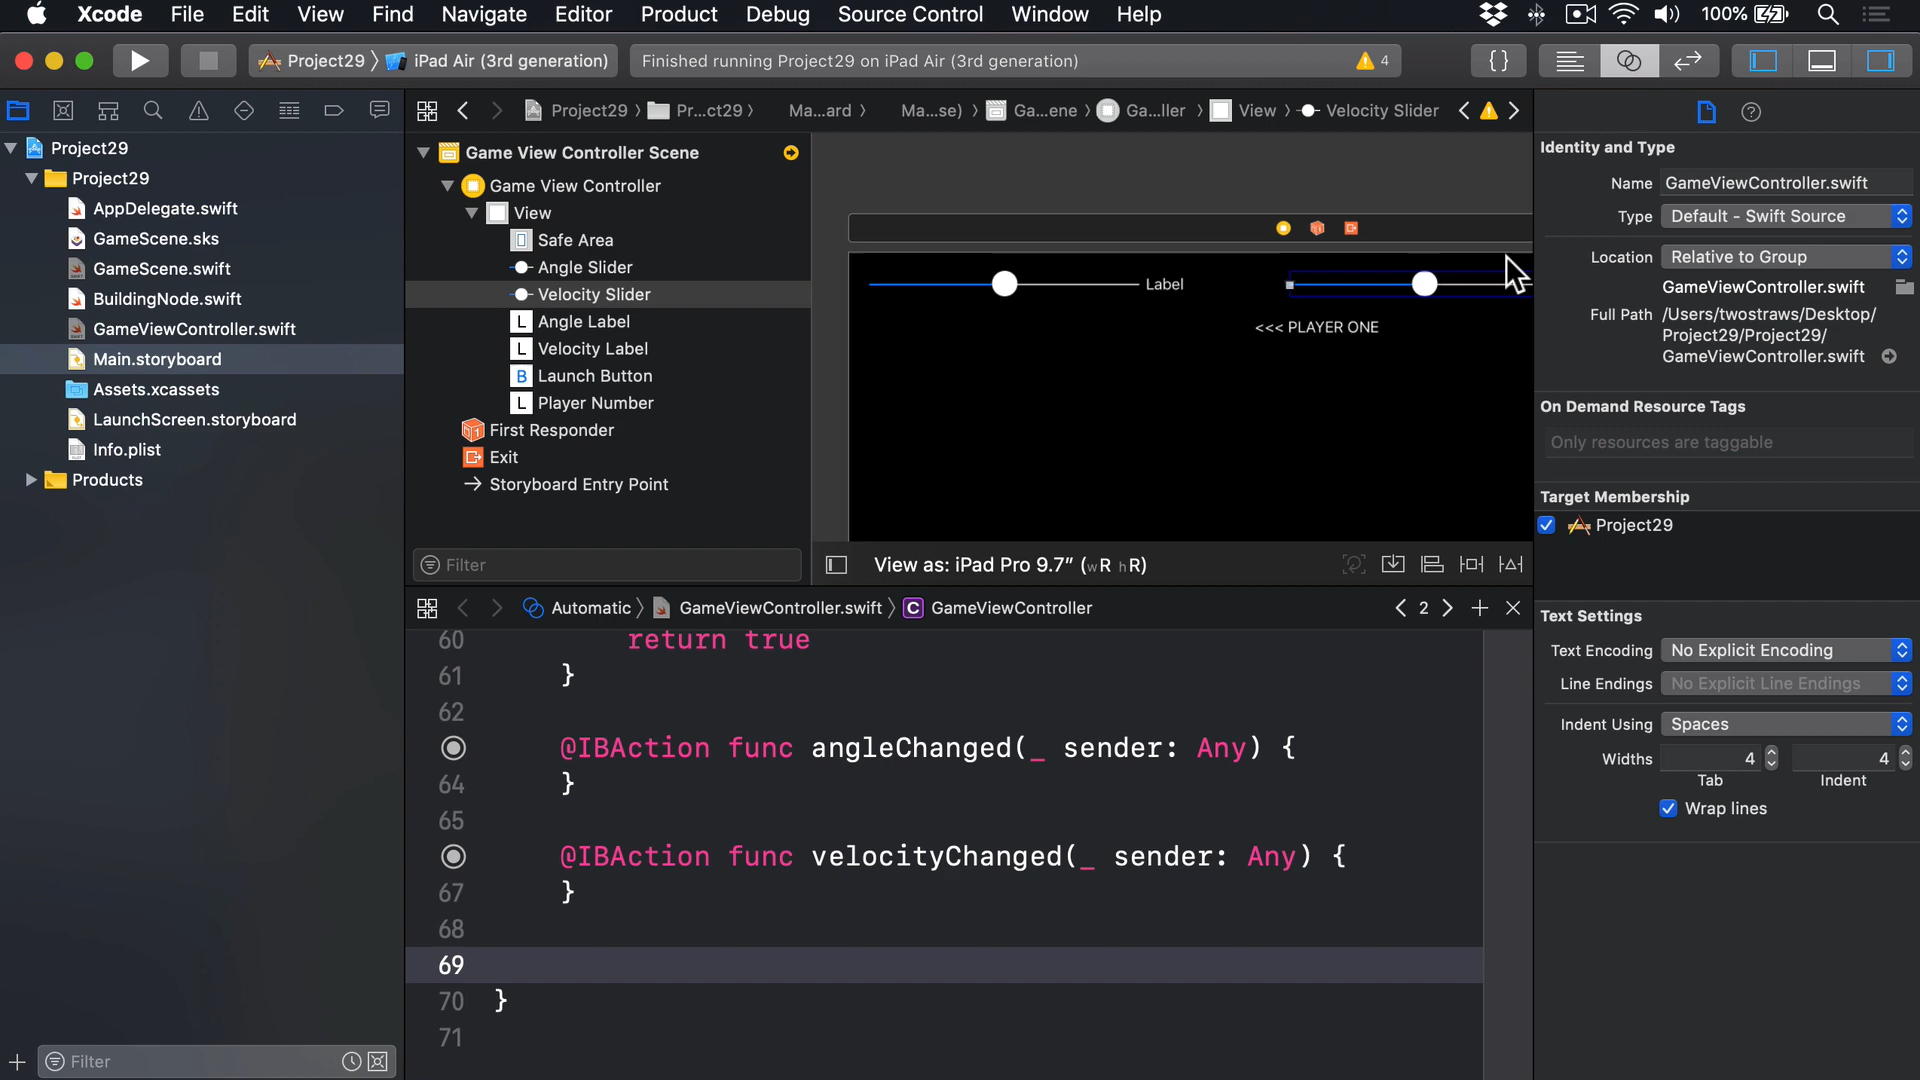 Xcode File Edit View Find Navigate Editor Product Debug Source Control Window Help 100%
Project29 iPad Air (3rd generation) Finished running Project29 on iPad Air (3rd generation) 4 {}
Project29 Pr...ct29 Ma...ard Ma...se) Ga...ene Ga...ller View Velocity Slider
Project29
Project29
AppDelegate.swift
GameScene.sks
GameScene.swift
BuildingNode.swift
GameViewController.swift
Main.storyboard
Assets.xcassets
LaunchScreen.storyboard
Info.plist
Products
Filter
Game View Controller Scene
Game View Controller
View
Safe Area
Angle Slider
Velocity Slider
L Angle Label
L Velocity Label
B Launch Button
L Player Number
First Responder
Exit
Storyboard Entry Point
Filter
Label
<<< PLAYER ONE
View as: iPad Pro 9.7” (wR hR)
Automatic GameViewController.swift C GameViewController 2
60 return true
61 }
62
@IBAction func angleChanged(_ sender: Any) {
64 }
65
@IBAction func velocityChanged(_ sender: Any) {
67 }
68
69
70 }
71
Identity and Type
Name GameViewController.swift
Type Default - Swift Source
Location Relative to Group
GameViewController.swift
Full Path /Users/twostraws/Desktop/
Project29/Project29/
GameViewController.swift
On Demand Resource Tags
Only resources are taggable
Target Membership
Project29
Text Settings
Text Encoding No Explicit Encoding
Line Endings No Explicit Line Endings
Indent Using Spaces
Widths 4 4
Tab Indent
Wrap lines